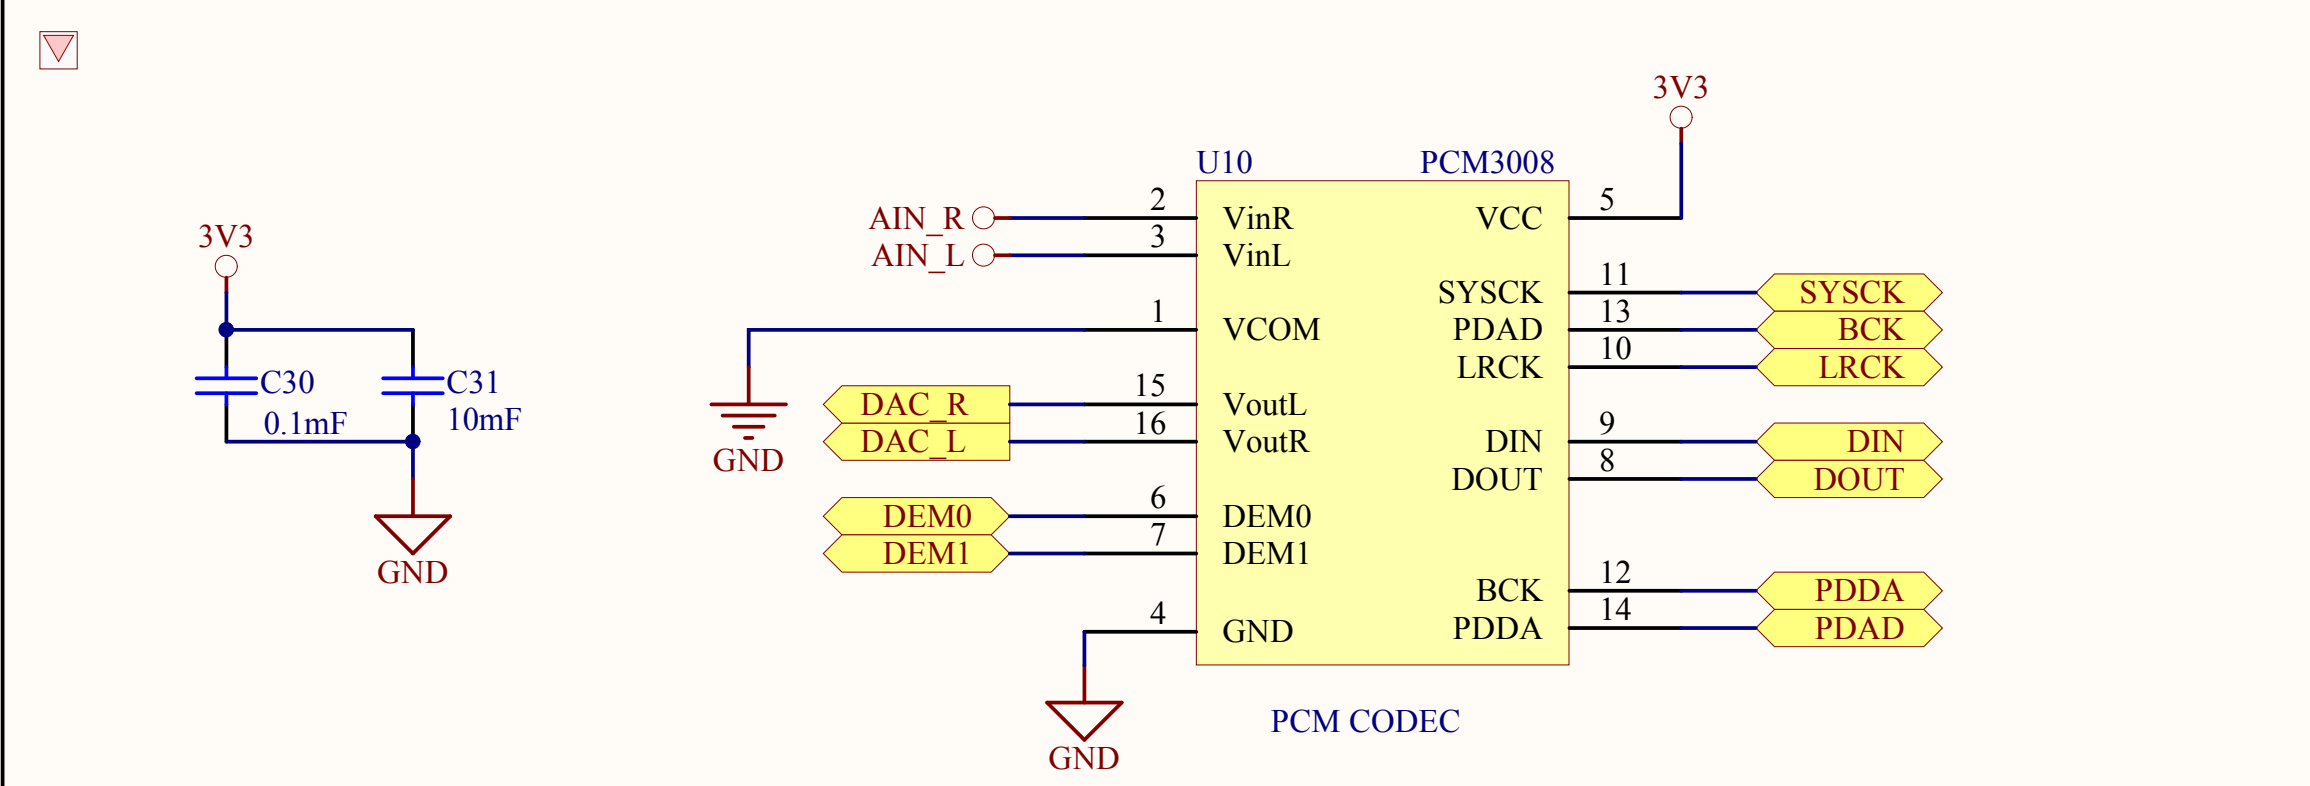 3V3
C30
0.1mF
C31
10mF
GND
U10
PCM3008
3V3
AIN_R
2
VinR
VCC
5
AIN_L
3
VinL
SYSCK
11
SYSCK
1
VCOM
PDAD
13
BCK
LRCK
10
LRCK
GND
DAC_R
15
VoutL
DAC_L
16
VoutR
DIN
9
DIN
DOUT
8
DOUT
DEM0
6
DEM0
DEM1
7
DEM1
BCK
12
PDDA
4
GND
PDDA
14
PDAD
GND
PCM CODEC